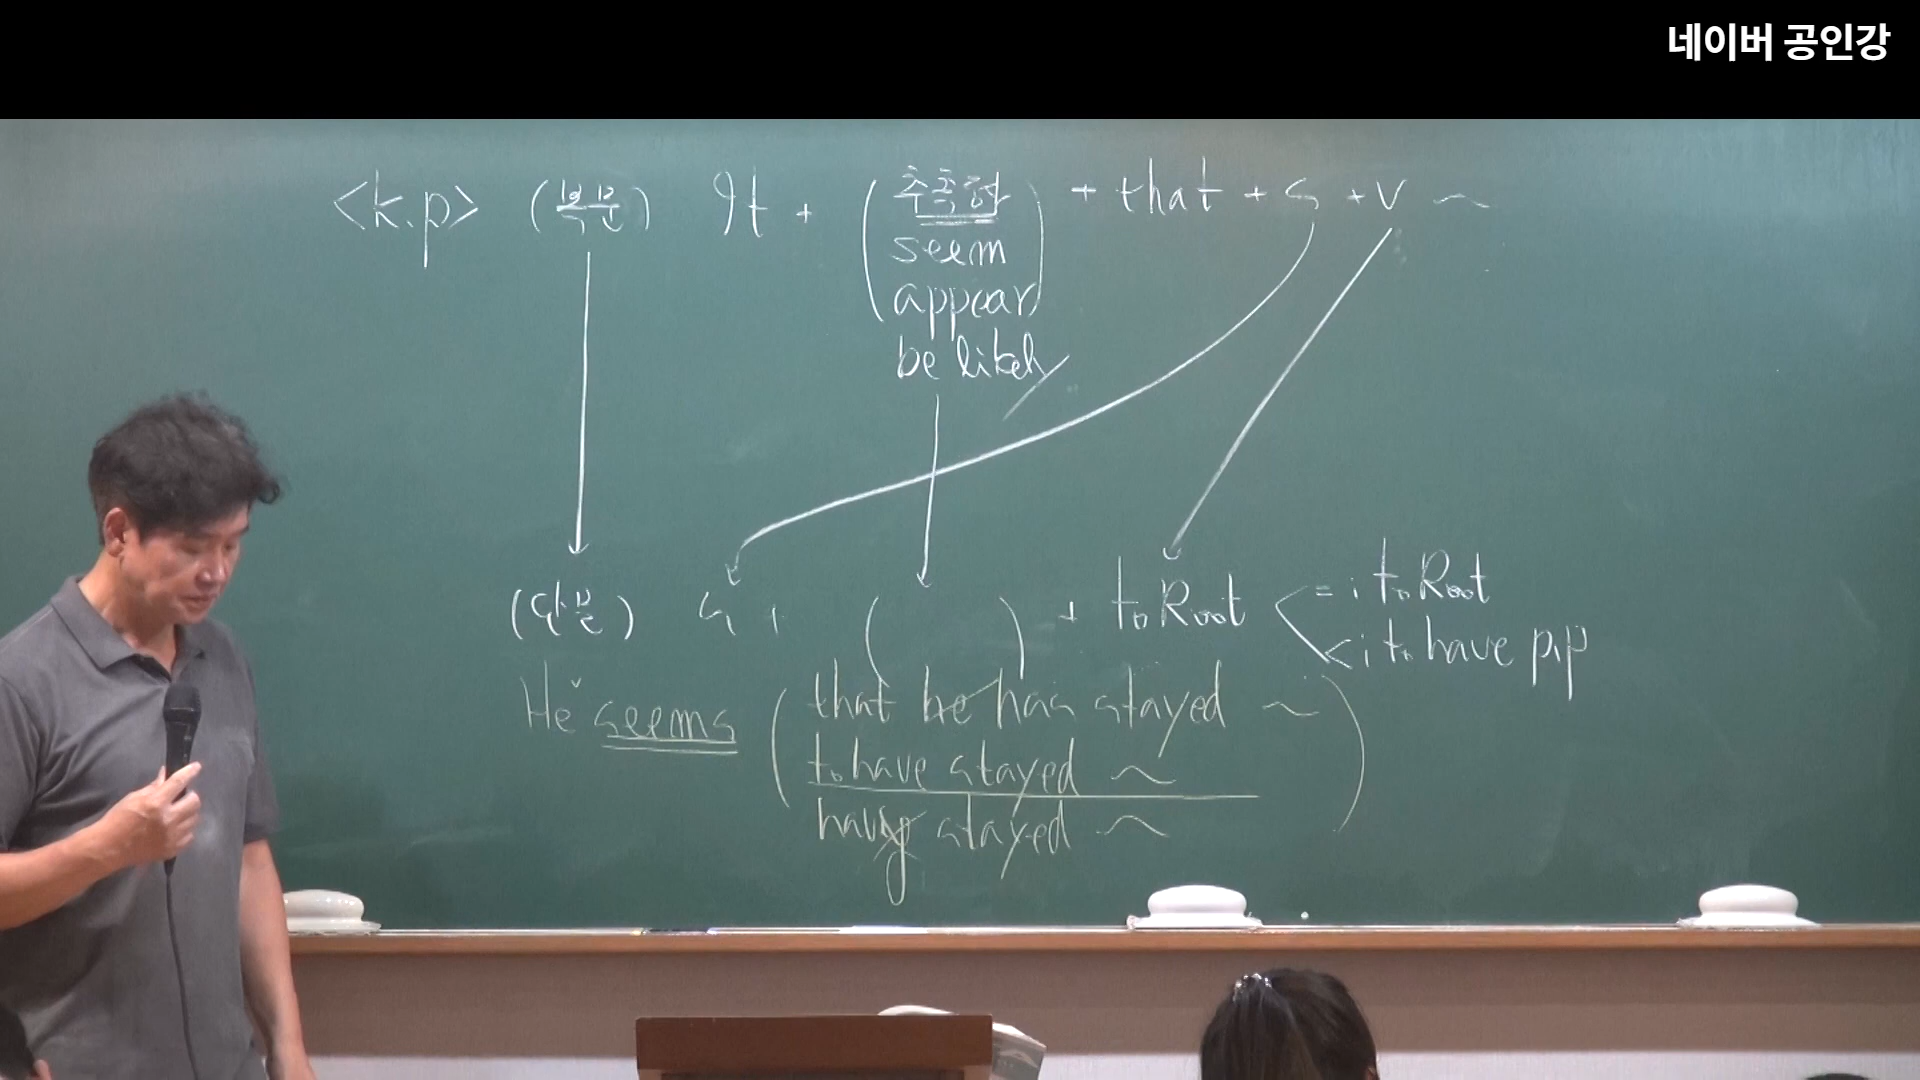 네이버 공인강
<k.p> (복문) It + (추측형) + that + S + V ~
seem
appear
be likely
(단문) S + ( ) + to Root < = i to Root
< i to have p.p
He seems ( that he has stayed ~
to have stayed ~
having stayed ~ )